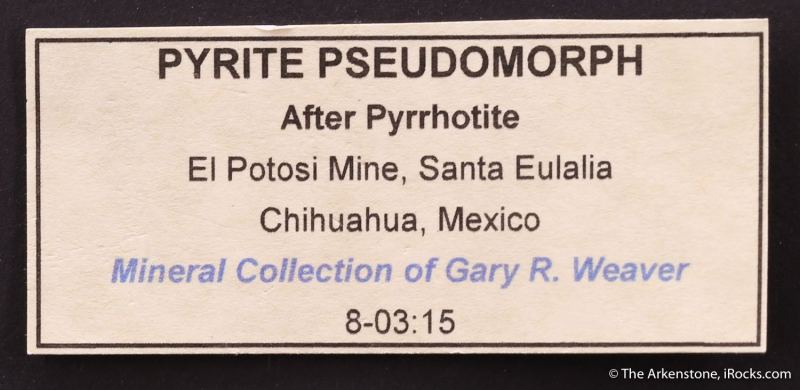 PYRITE PSEUDOMORPH
After Pyrrhotite
El Potosi Mine, Santa Eulalia
Chihuahua, Mexico
Mineral Collection of Gary R. Weaver
8-03:15
© The Arkenstone, iRocks.com